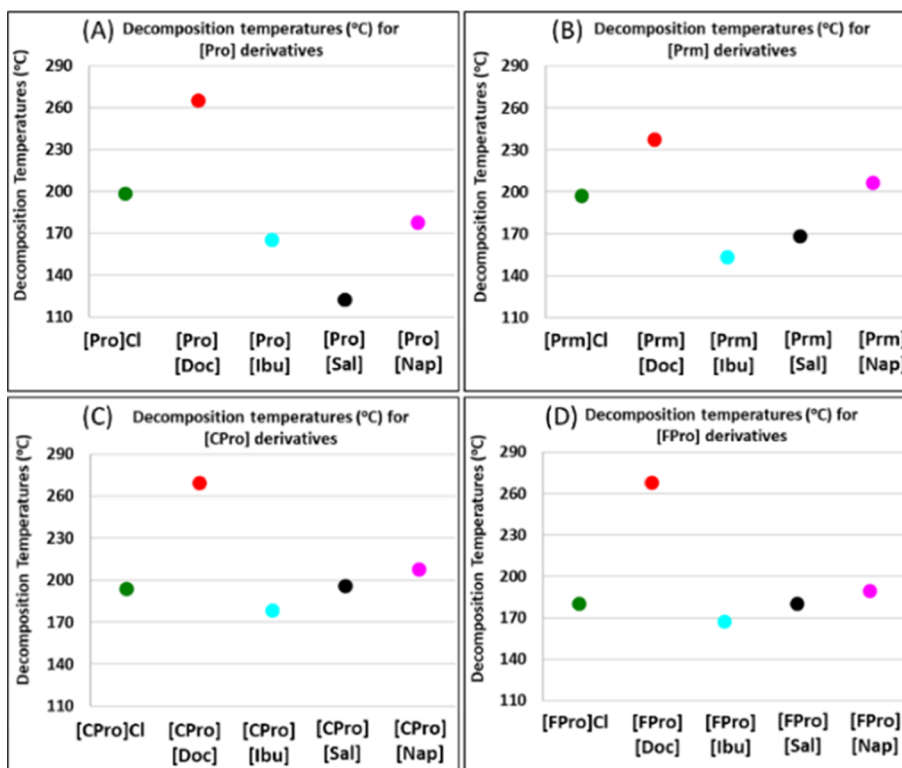 (A)
Decomposition temperatures (°C) for
[Pro] derivatives
Decomposition Temperatures (°C)
290
260
230
200
170
140
110
[Pro]Cl [Pro] [Pro] [Pro] [Pro]
[Doc] [Ibu] [Sal] [Nap]
(B)
Decomposition temperatures (°C) for
[Prm] derivatives
Decomposition Temperatures (°C)
290
260
230
200
170
140
110
[Prm]Cl [Prm] [Prm] [Prm] [Prm]
[Doc] [Ibu] [Sal] [Nap]
(C)
Decomposition temperatures (°C) for
[CPro] derivatives
Decomposition Temperatures (°C)
290
260
230
200
170
140
110
[CPro]Cl [CPro] [CPro] [CPro] [CPro]
[Doc] [Ibu] [Sal] [Nap]
(D)
Decomposition temperatures (°C) for
[FPro] derivatives
Decomposition Temperatures (°C)
290
260
230
200
170
140
110
[FPro]Cl [FPro] [FPro] [FPro] [FPro]
[Doc] [Ibu] [Sal] [Nap]